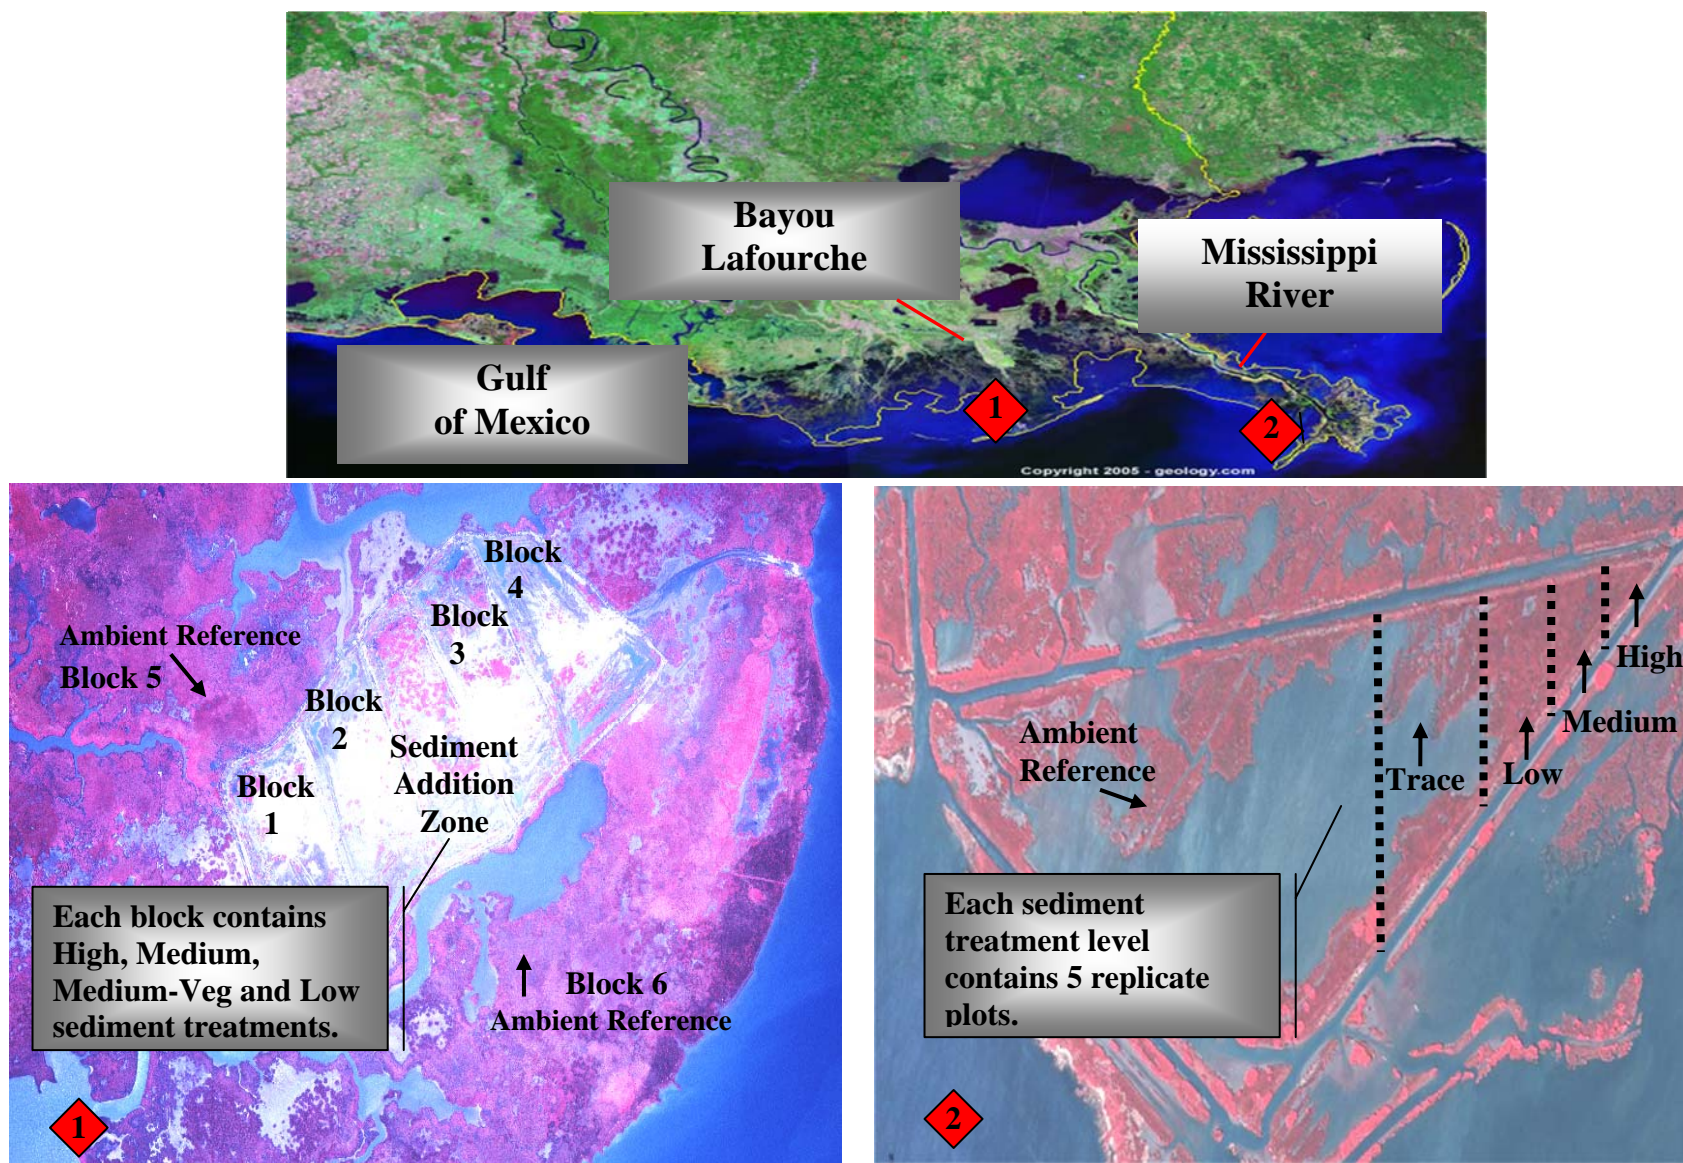 Bayou
Lafourche
Mississippi
River
Gulf
of Mexico
1
2
Copyright 2005 - geology.com
Block
4
Block
3
Ambient Reference
Block 5
Block
2
Sediment
Addition
Zone
Block
1
Each block contains
High, Medium,
Medium-Veg and Low
sediment treatments.
Block 6
Ambient Reference
1
High
Medium
Ambient
Reference
Trace
Low
Each sediment
treatment level
contains 5 replicate
plots.
2